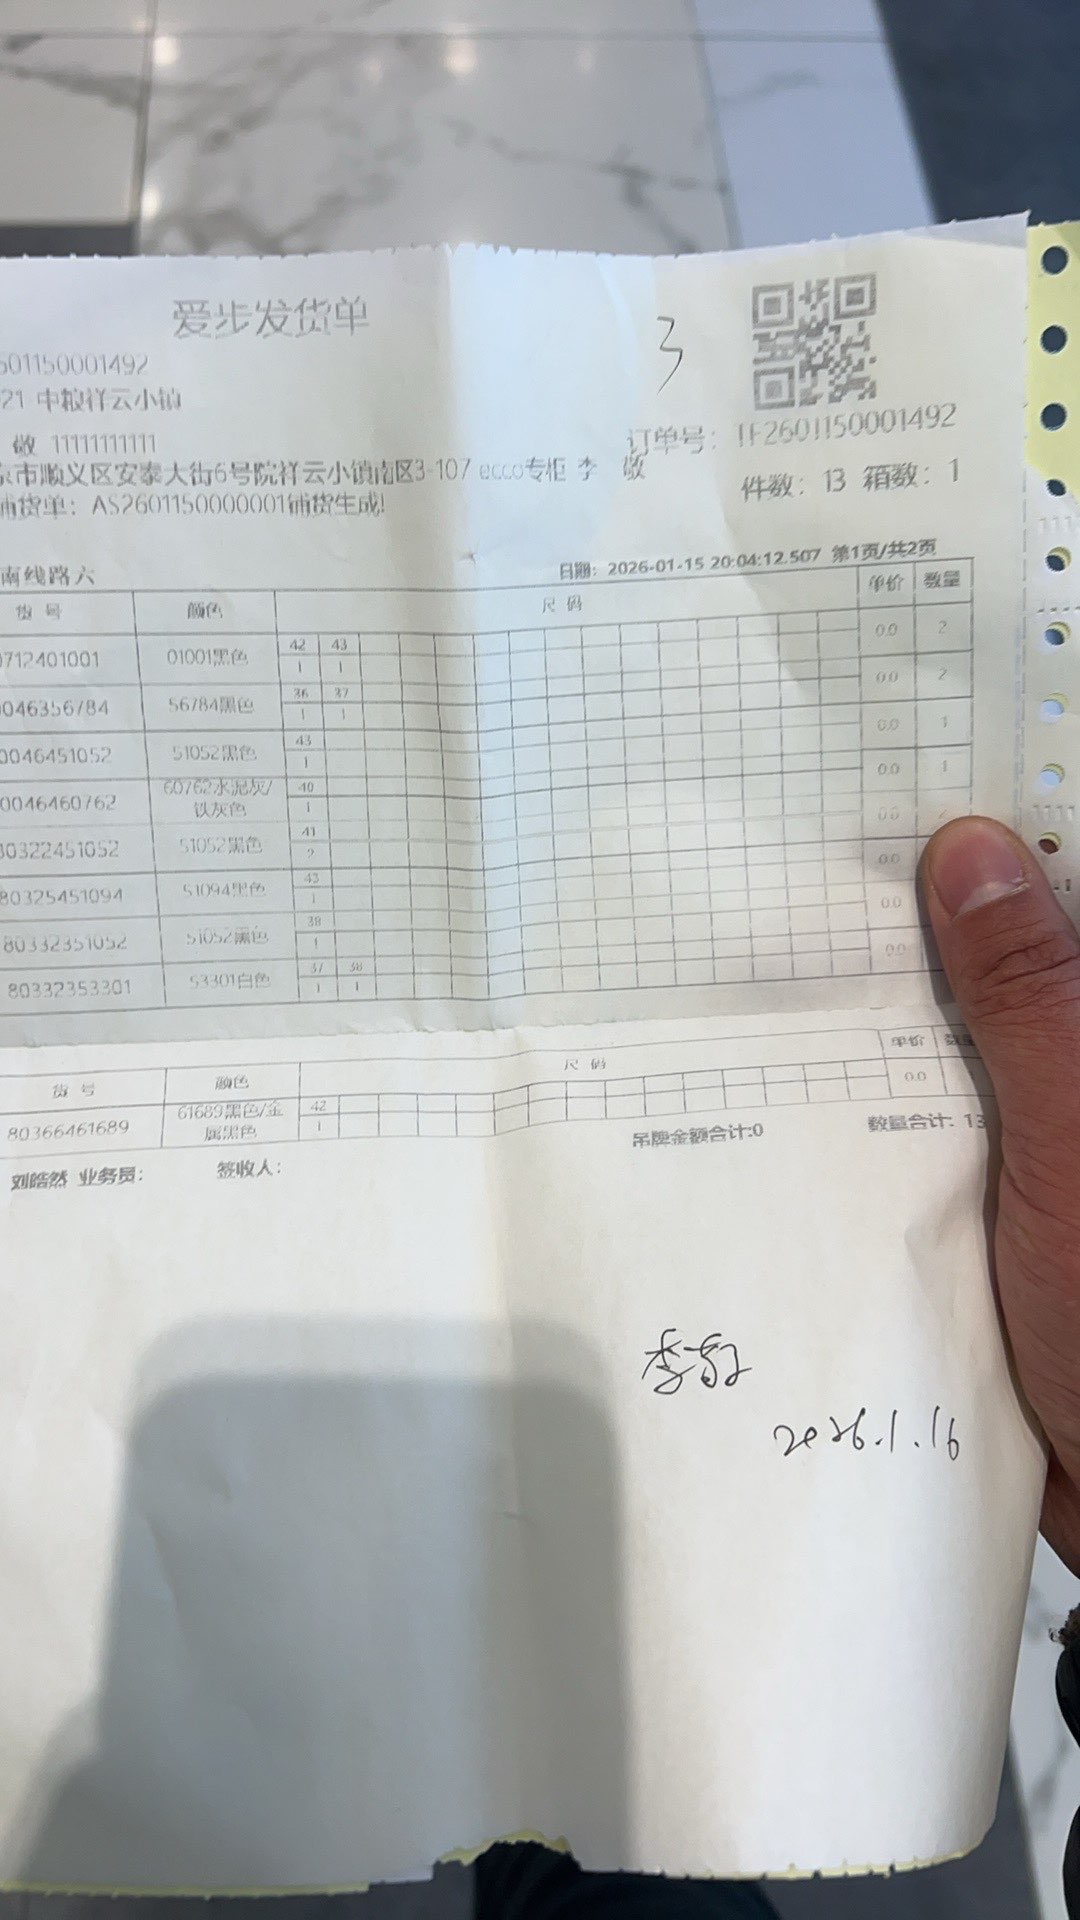 爱步发货单
3
601150001492
订单号: TF2601150001492
21 中粮祥云小镇
敬 11111111111
件数: 13 箱数: 1
京市顺义区安泰大街6号院祥云小镇南区3-107 ecco专柜 李 敬
铺货单: AS2601150000001铺货生成!
南线路六
日期: 2026-01-15 20:04:12.507 第1页/共2页
货 号 颜色 尺 码 单价 数量
0712401001 01001黑色 42 43 0.0 2
1 1
046356784 56784黑色 36 37 0.0 2
1 1
0046451052 51052黑色 43 0.0 1
1
0046460762 60762水泥灰/铁灰色 40 0.0 1
1
80322451052 51052黑色 41 0.0
2
80325451094 51094黑色 43 0.0
1
80332351052 51052黑色 38 0.0
1
80332353301 53301白色 37 38 0.0
1 1
货 号 颜色 尺 码 单价 数量
80366461689 61689黑色/金属黑色 42 0.0
1
吊牌金额合计:0 数量合计: 13
刘皓然 业务员: 签收人:
李敬
2026.1.16